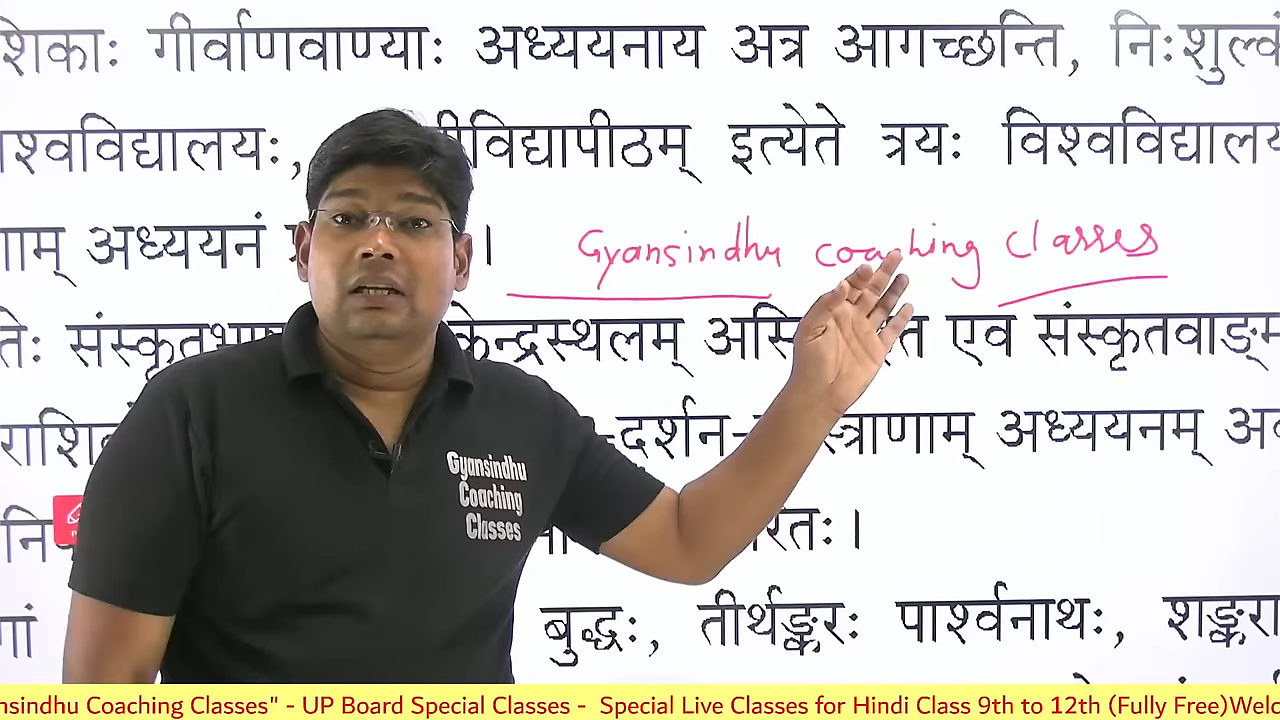 शिकाः गीर्वाणवाण्याः अध्ययनाय अत्र आगच्छन्ति, निःशुल्कं
श्वविद्यालयः, विद्यापीठम् इत्येते त्रयः विश्वविद्यालय
णाम् अध्ययनं ।
Gyansindhu coaching classes
तेः केन्द्रस्थलम् एव संस्कृतवाङ्म
-दर्शन- अध्ययनम्
रतः।
Gyansindhu
Coaching
Classes
गां बुद्धः, तीर्थङ्करः पार्श्वनाथः, शङ्करा
nsindhu Coaching Classes" - UP Board Special Classes - Special Live Classes for Hindi Class 9th to 12th (Fully Free)Welc